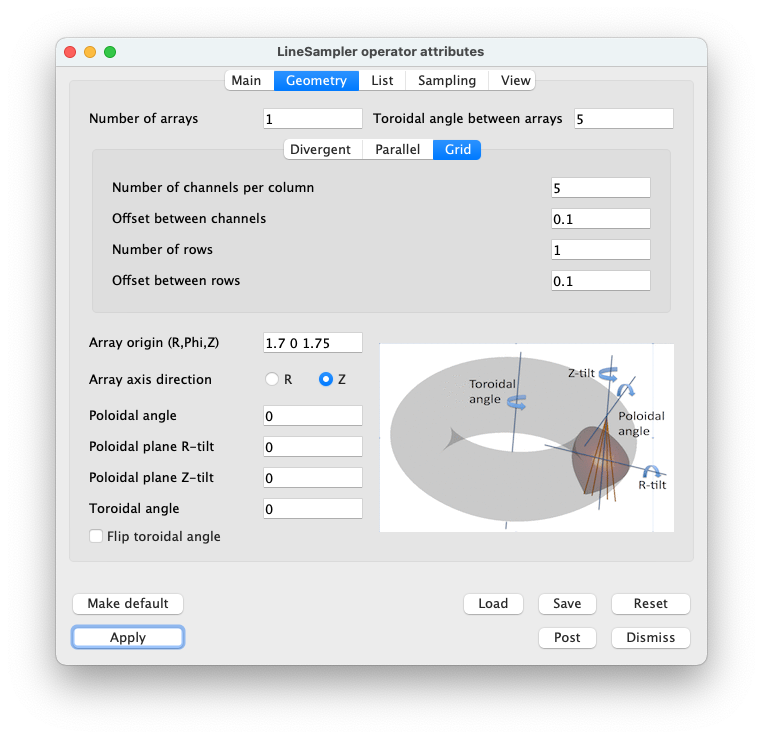 LineSampler operator attributes
Main Geometry List Sampling View
Number of arrays 1 Toroidal angle between arrays 5
Divergent Parallel Grid
Number of channels per column 5
Offset between channels 0.1
Number of rows 1
Offset between rows 0.1
Array origin (R,Phi,Z) 1.7 0 1.75
Array axis direction R Z
Poloidal angle 0
Poloidal plane R-tilt 0
Poloidal plane Z-tilt 0
Toroidal angle 0
Flip toroidal angle
Z-tilt
Toroidal
angle
Poloidal
angle
R-tilt
Make default Load Save Reset
Apply Post Dismiss